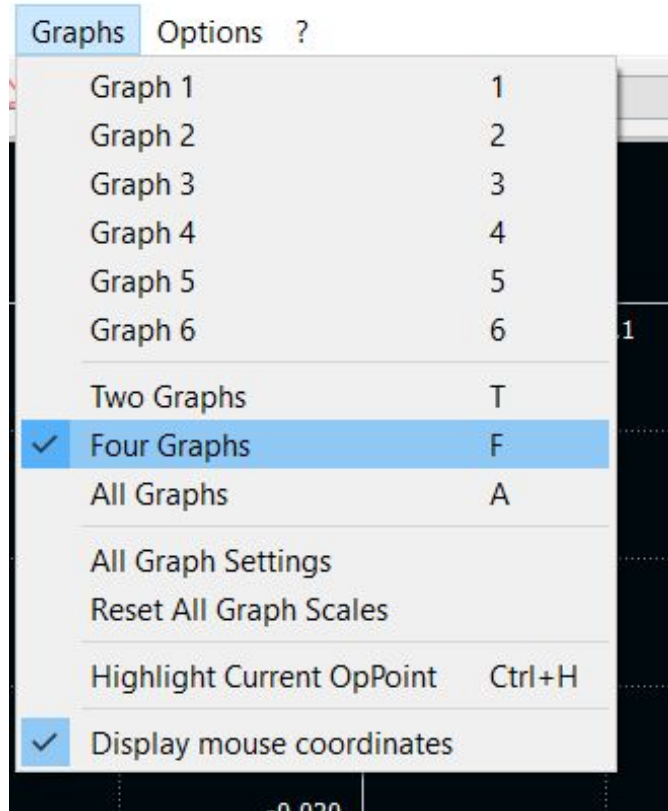 Graphs Options ?
Graph 1 1
Graph 2 2
Graph 3 3
Graph 4 4
Graph 5 5
Graph 6 6
.1
Two Graphs T
Four Graphs F
All Graphs A
All Graph Settings
Reset All Graph Scales
Highlight Current OpPoint Ctrl+H
Display mouse coordinates